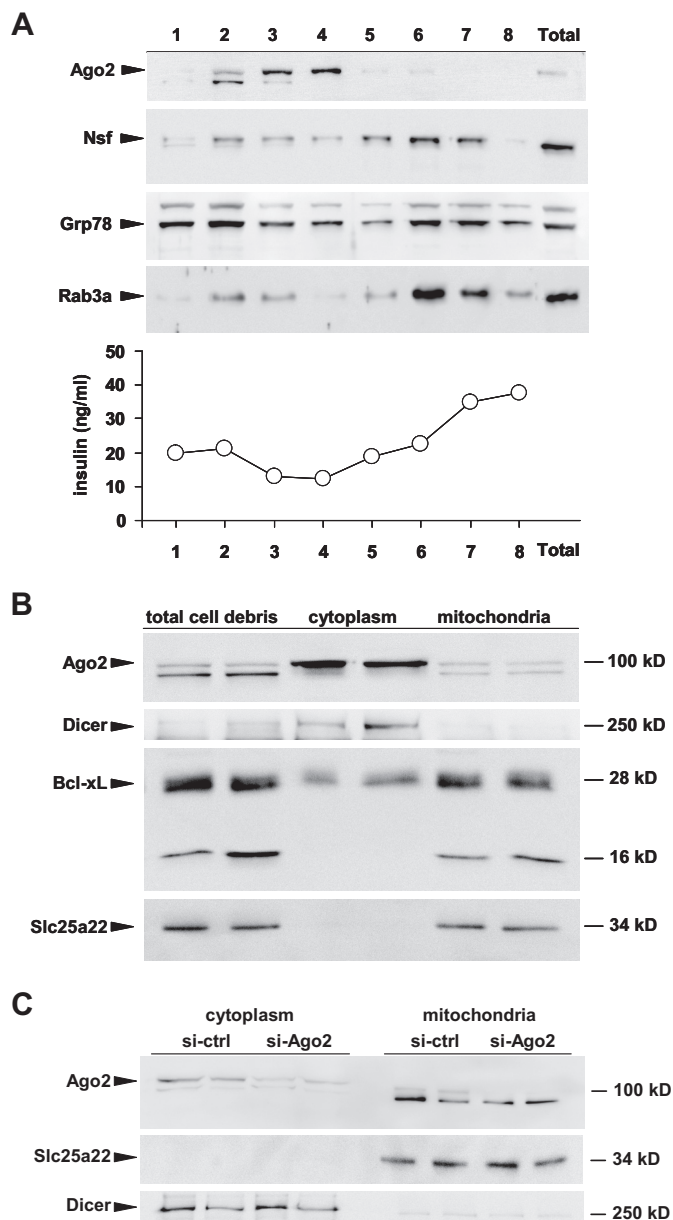 A
1 2 3 4 5 6 7 8 Total
Ago2
Nsf
Grp78
Rab3a
50
40
30
20
10
0
insulin (ng/ml)
1 2 3 4 5 6 7 8 Total
B
total cell debris cytoplasm mitochondria
Ago2 100 kD
Dicer 250 kD
Bcl-xL 28 kD
16 kD
Slc25a22 34 kD
C
cytoplasm mitochondria
si-ctrl si-Ago2 si-ctrl si-Ago2
Ago2 100 kD
Slc25a22 34 kD
Dicer 250 kD